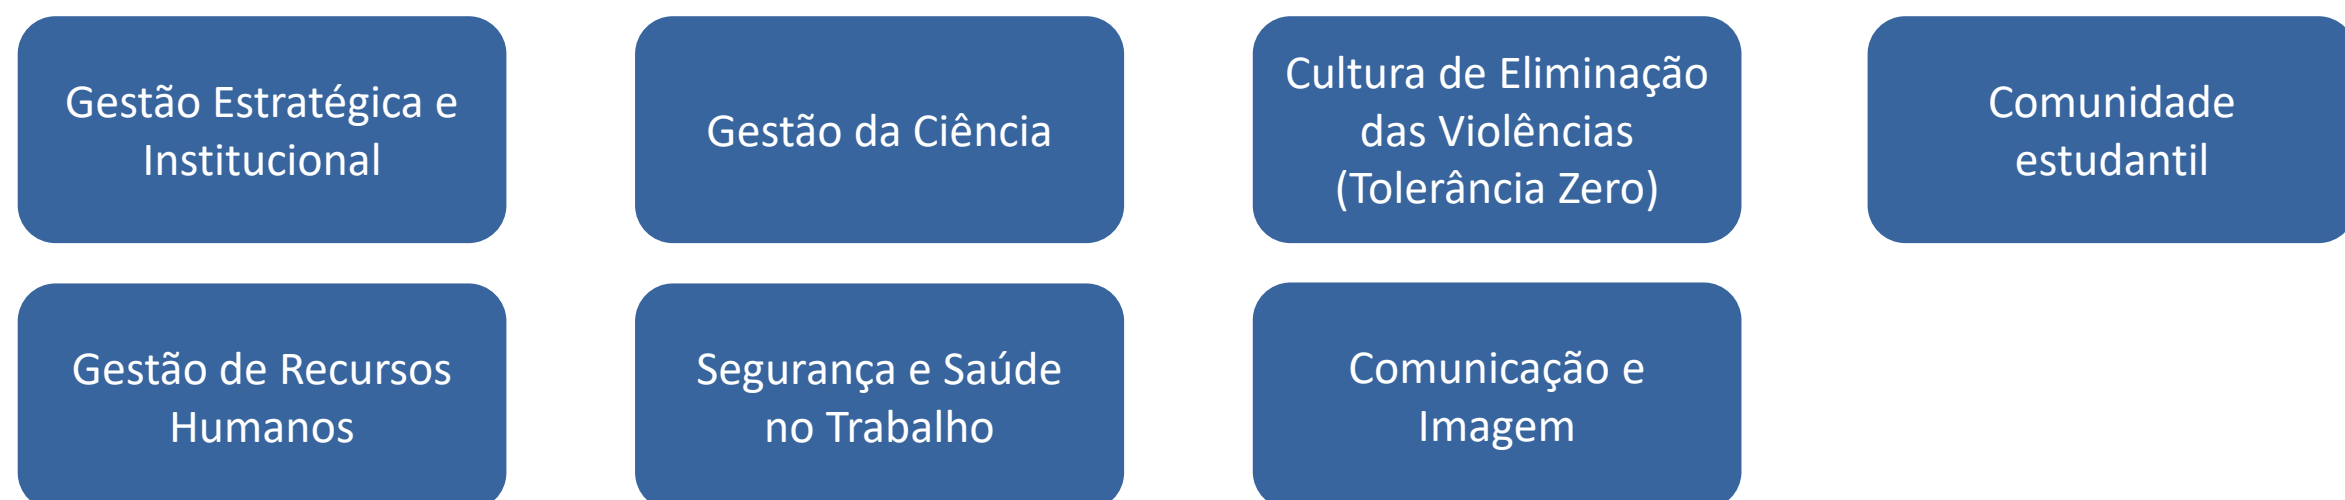 Gestão Estratégica e
Institucional
Gestão da Ciência
Cultura de Eliminação
das Violências
(Tolerância Zero)
Comunidade
estudantil
Gestão de Recursos
Humanos
Segurança e Saúde
no Trabalho
Comunicação e
Imagem